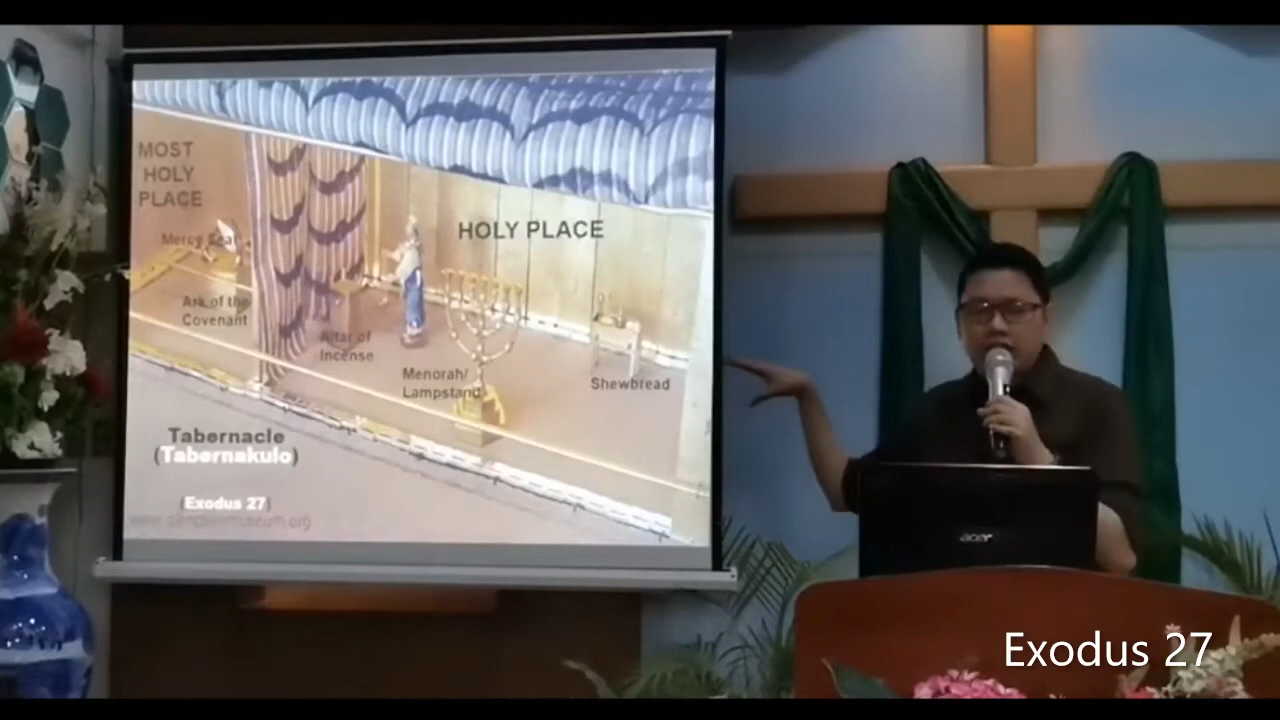 MOST
HOLY
PLACE
Mercy Seat
HOLY PLACE
Ark of the
Covenant
Altar of
Incense
Menorah/
Lampstand
Shewbread
Tabernacle
(Tabernakulo)
(Exodus 27)
acer
Exodus 27